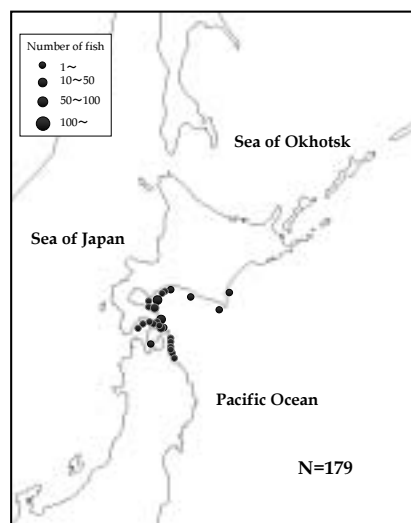 Number of fish
1～
10～50
50～100
100～
Sea of Okhotsk
Sea of Japan
Pacific Ocean
N=179